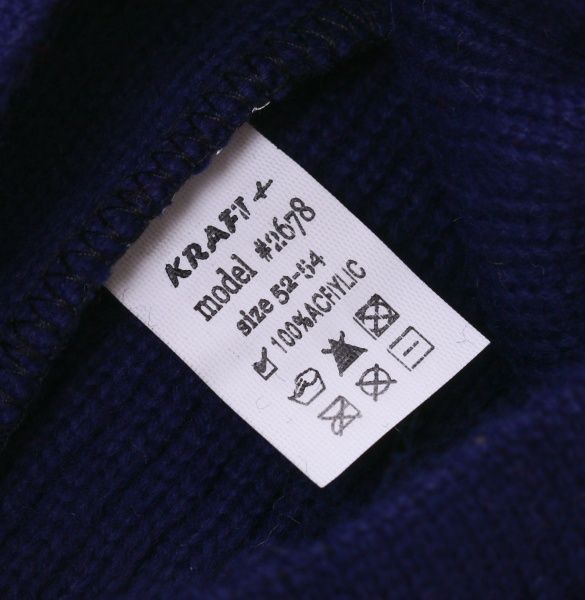 KRAFT+
model #2678
size 52-54
100%ACRYLIC